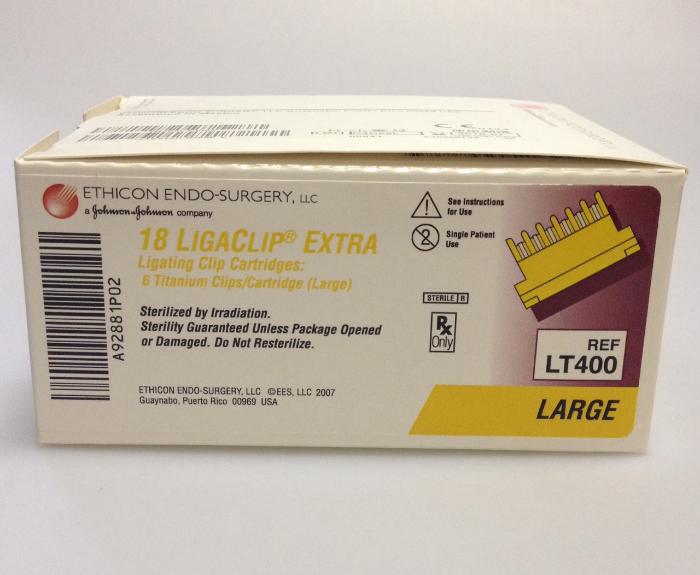 ETHICON ENDO-SURGERY, LLC
a Johnson & Johnson company
18 LIGACLIP® EXTRA
Ligating Clip Cartridges:
6 Titanium Clips/Cartridge (Large)
Sterilized by Irradiation.
Sterility Guaranteed Unless Package Opened
or Damaged. Do Not Resterilize.
ETHICON ENDO-SURGERY, LLC ©EES, LLC 2007
Guaynabo, Puerto Rico 00969 USA
A92881P02
See Instructions
for Use
2
Single Patient
Use
STERILE R
Rx
Only
REF
LT400
LARGE